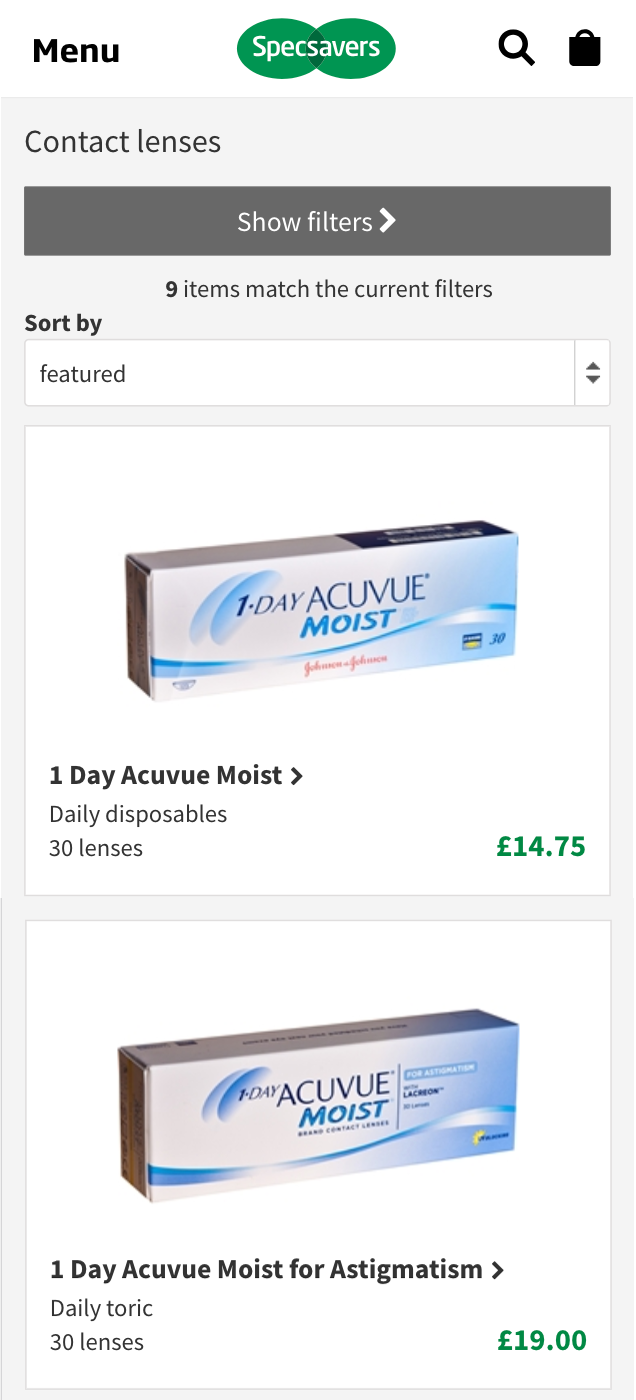 Menu
Specsavers
Contact lenses
Show filters
9 items match the current filters
Sort by
featured
1·DAY ACUVUE®
MOIST
Johnson & Johnson
30
1 Day Acuvue Moist
Daily disposables
30 lenses
£14.75
1·DAY ACUVUE®
MOIST
BRAND CONTACT LENSES
FOR ASTIGMATISM
WITH
LACREON™
30 Lenses
1 Day Acuvue Moist for Astigmatism
Daily toric
30 lenses
£19.00